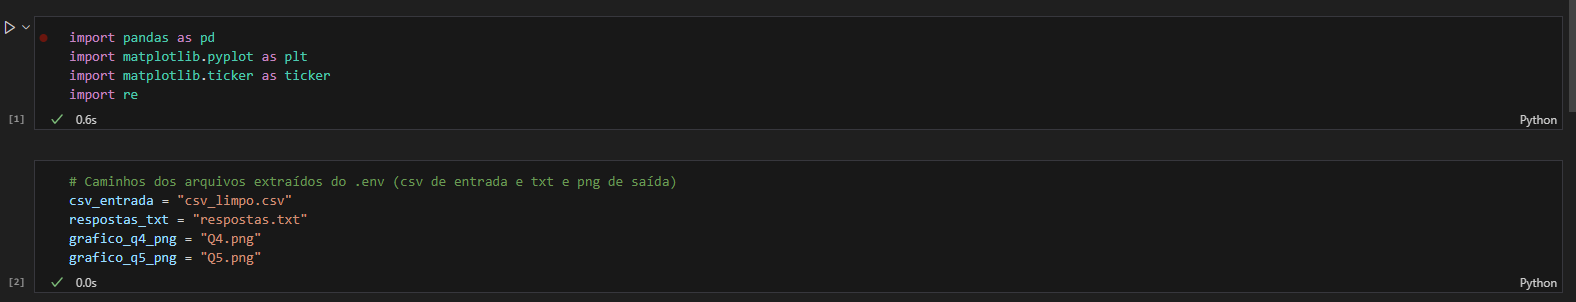 import pandas as pd
import matplotlib.pyplot as plt
import matplotlib.ticker as ticker
import re
[1] 0.6s Python
# Caminhos dos arquivos extraídos do .env (csv de entrada e txt e png de saída)
csv_entrada = "csv_limpo.csv"
respostas_txt = "respostas.txt"
grafico_q4_png = "Q4.png"
grafico_q5_png = "Q5.png"
[2] 0.0s Python